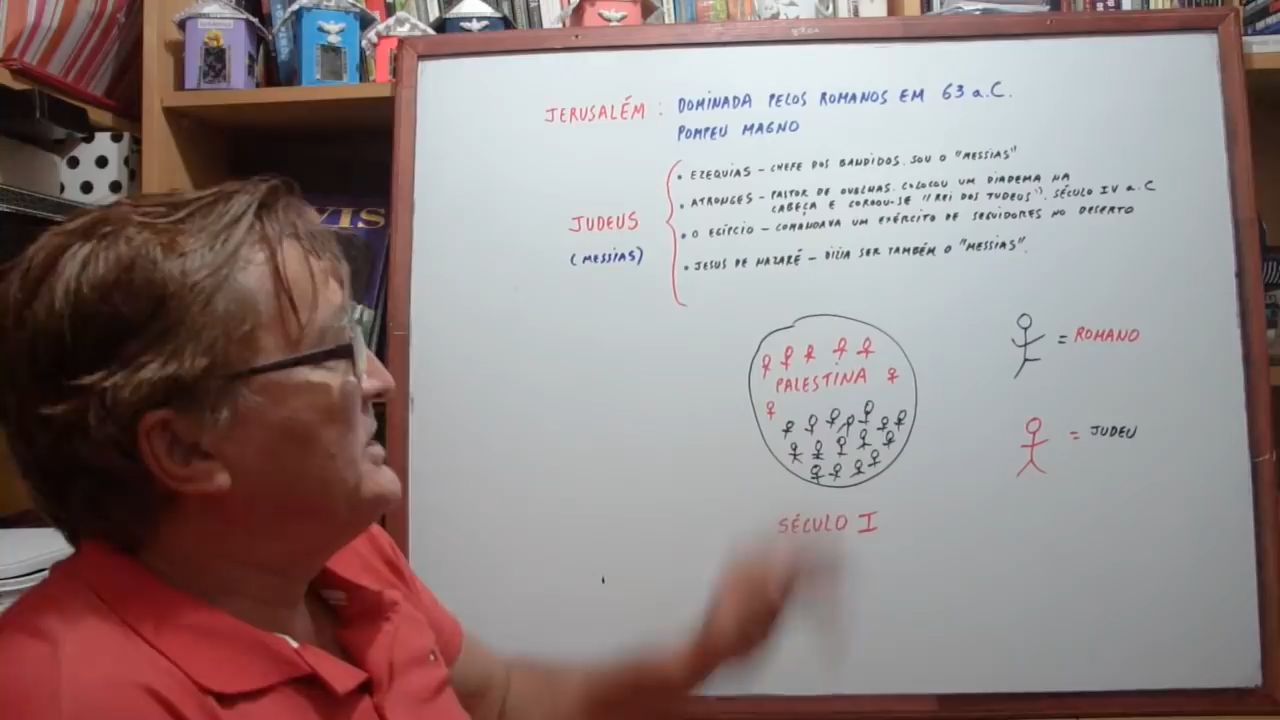 JERUSALÉM : DOMINADA PELOS ROMANOS EM 63 a.C.
POMPEU MAGNO
JUDEUS
(MESSIAS)
• EZEQUIAS – CHEFE DOS BANDIDOS. SOU O "MESSIAS"
• ATRONGES – PASTOR DE OVELHAS. COLOCOU UM DIADEMA NA
CABEÇA E COROOU-SE "REI DOS JUDEUS". SÉCULO IV a.C
• O EGÍPCIO – COMANDAVA UM EXÉRCITO DE SEGUIDORES NO DESERTO
• JESUS DE NAZARÉ – DIZIA SER TAMBÉM O "MESSIAS".
PALESTINA
SÉCULO I
= ROMANO
= JUDEU
VIS